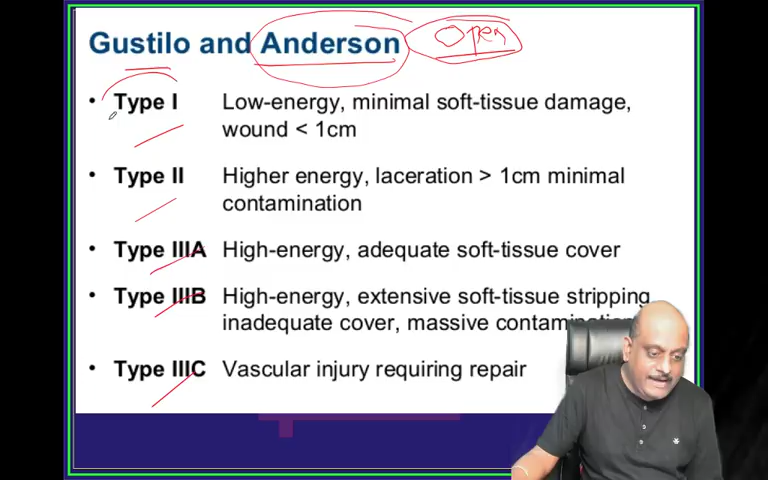 Gustilo and Anderson Open
• Type I Low-energy, minimal soft-tissue damage,
wound < 1cm
• Type II Higher energy, laceration > 1cm minimal
contamination
• Type IIIA High-energy, adequate soft-tissue cover
• Type IIIB High-energy, extensive soft-tissue stripping,
inadequate cover, massive contamination
• Type IIIC Vascular injury requiring repair